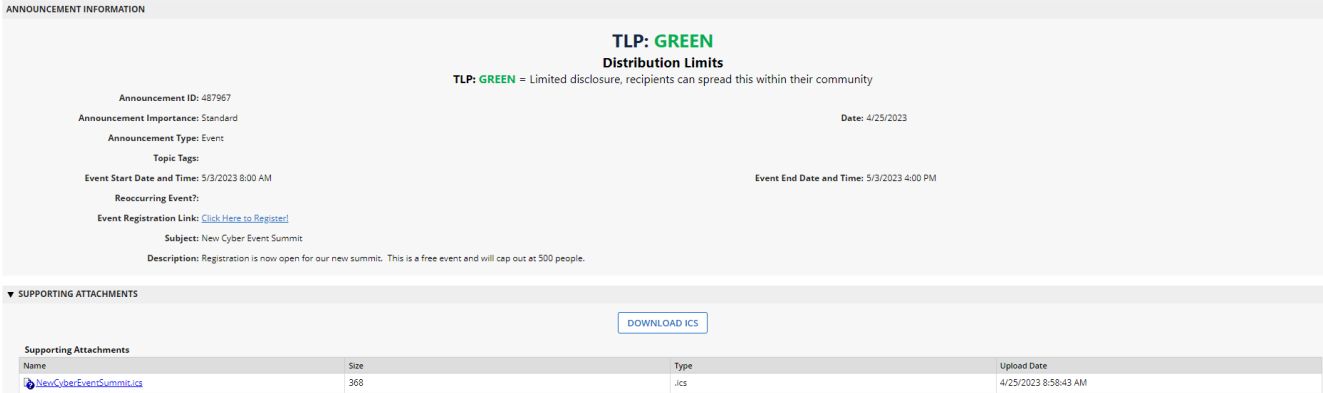 ANNOUNCEMENT INFORMATION
TLP: GREEN
Distribution Limits
TLP: GREEN = Limited disclosure, recipients can spread this within their community
Announcement ID: 487967
Announcement Importance: Standard Date: 4/25/2023
Announcement Type: Event
Topic Tags:
Event Start Date and Time: 5/3/2023 8:00 AM Event End Date and Time: 5/3/2023 4:00 PM
Reoccurring Event?:
Event Registration Link: Click Here to Register!
Subject: New Cyber Event Summit
Description: Registration is now open for our new summit. This is a free event and will cap out at 500 people.
SUPPORTING ATTACHMENTS
DOWNLOAD ICS
Supporting Attachments
Name Size Type Upload Date
NewCyberEventSummit.ics 368 .ics 4/25/2023 8:58:43 AM